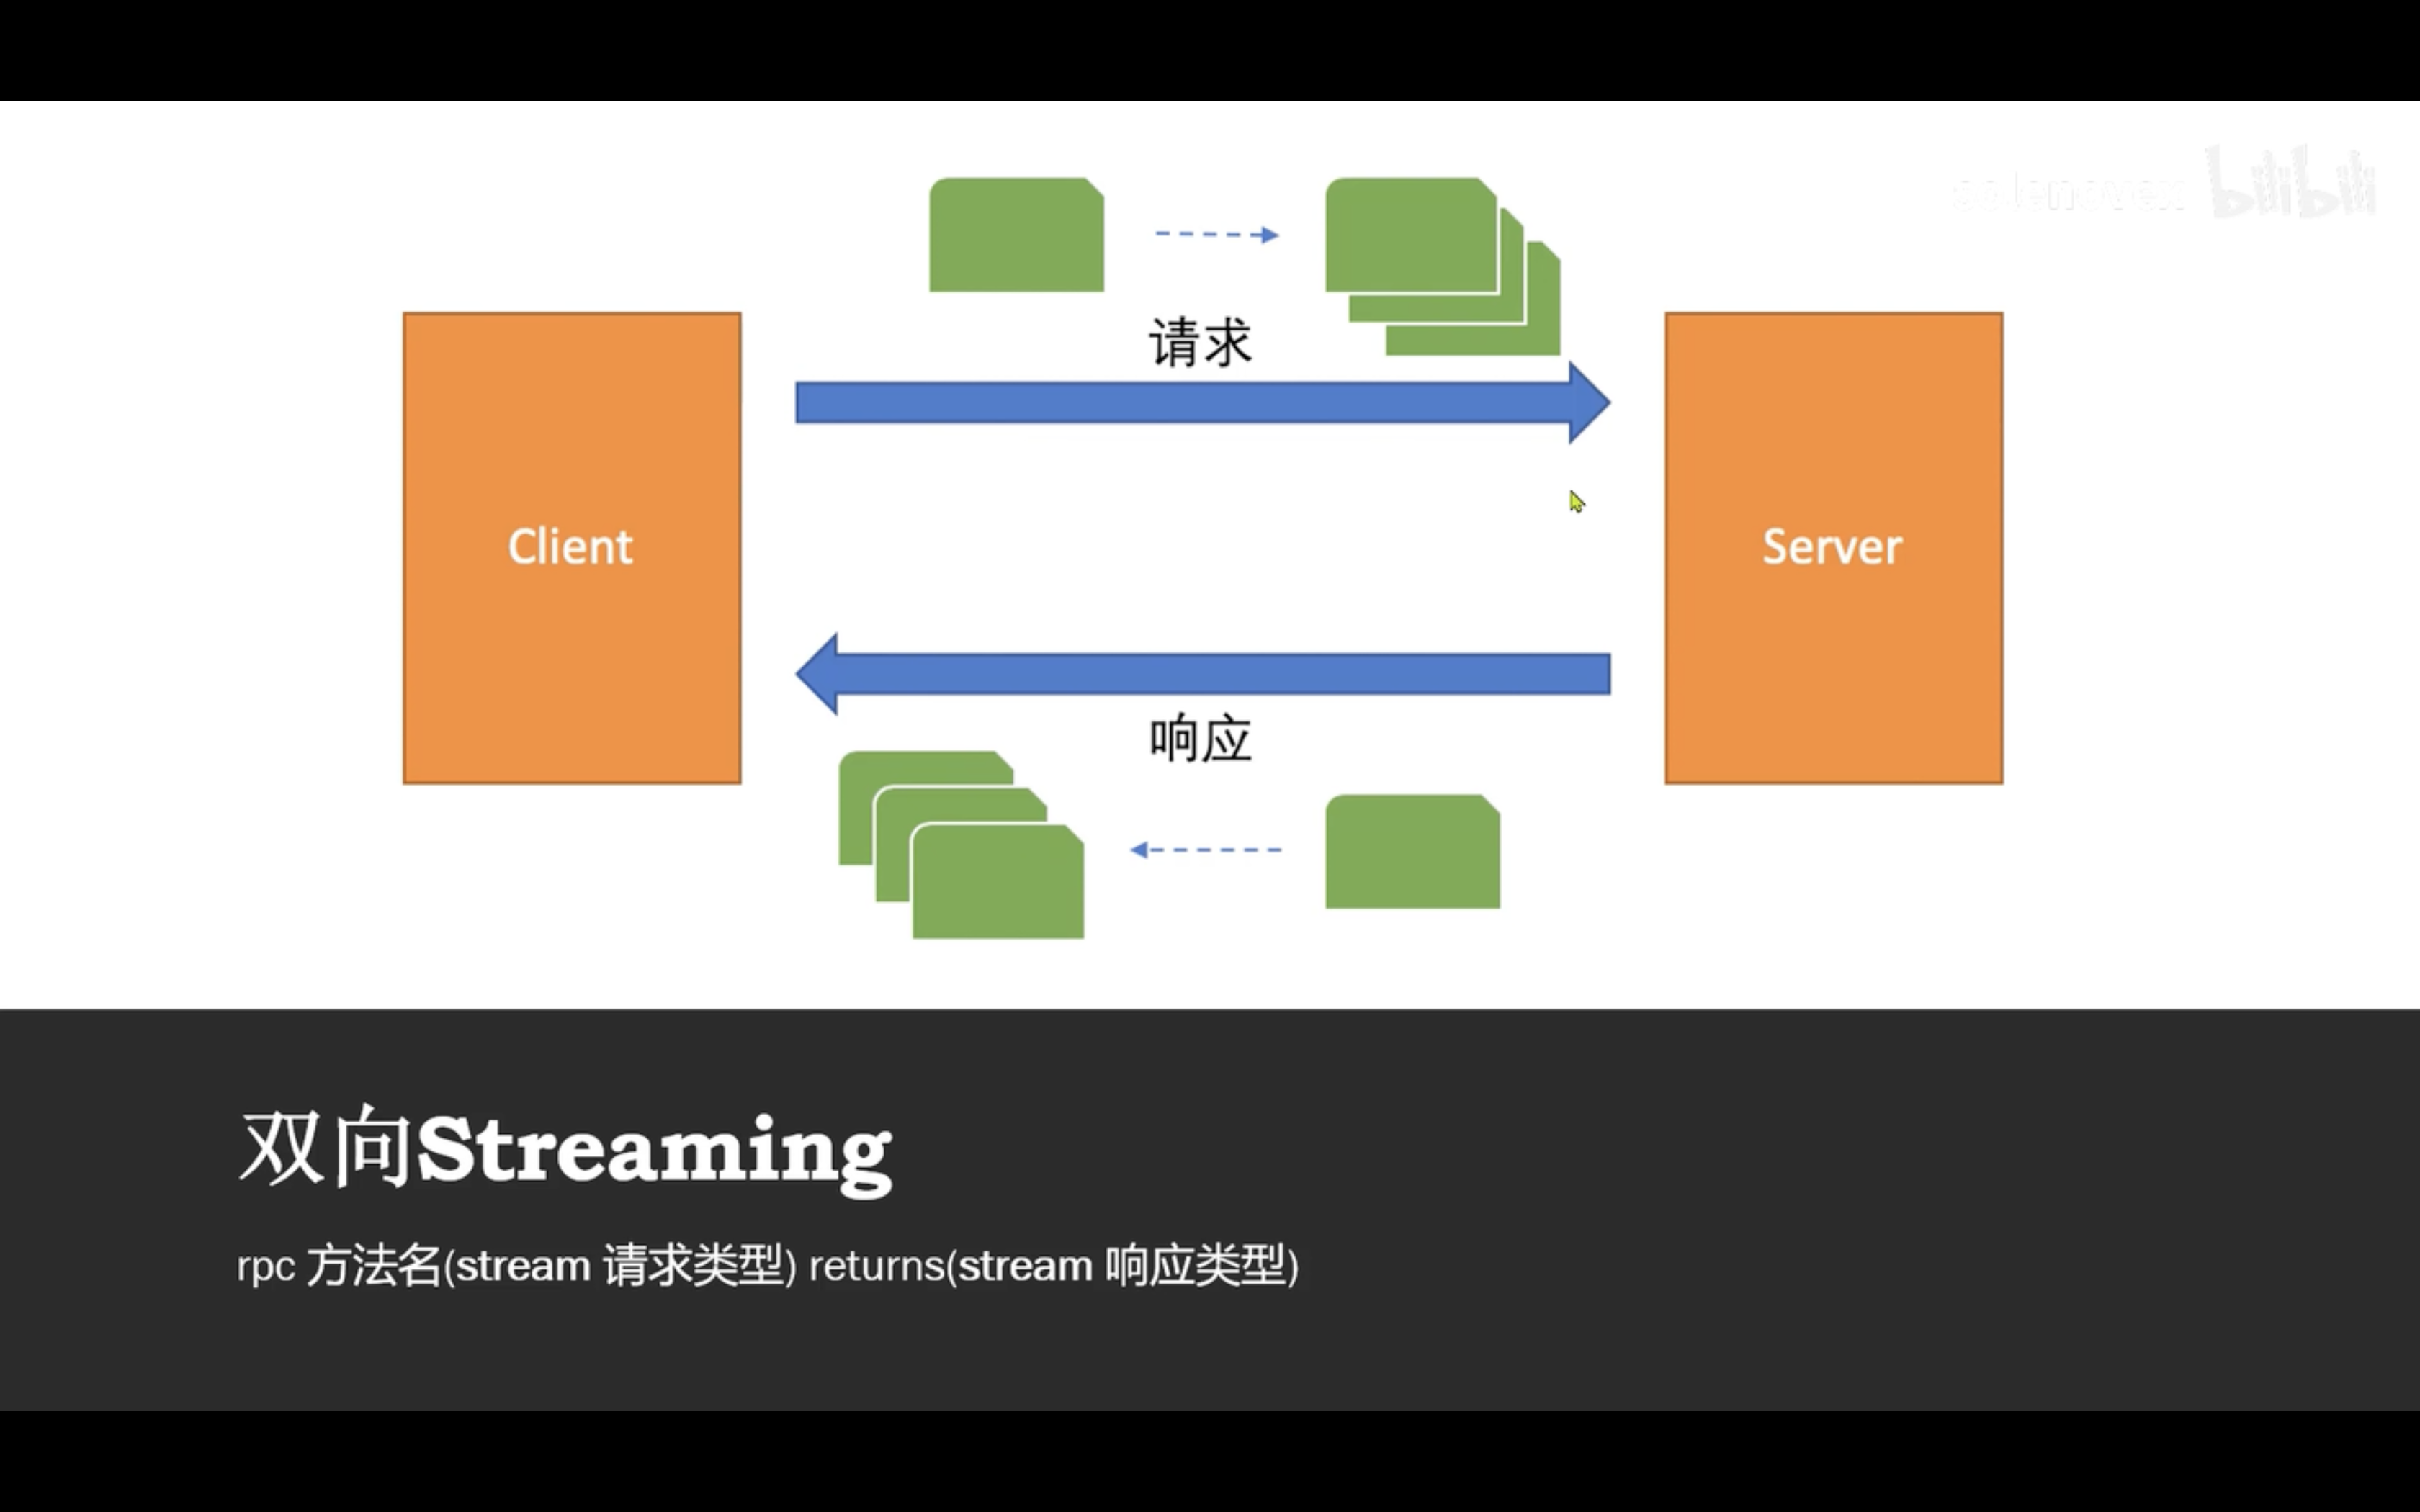 bilibili
请求
Client
Server
响应
双向Streaming
rpc 方法名(stream 请求类型) returns(stream 响应类型)